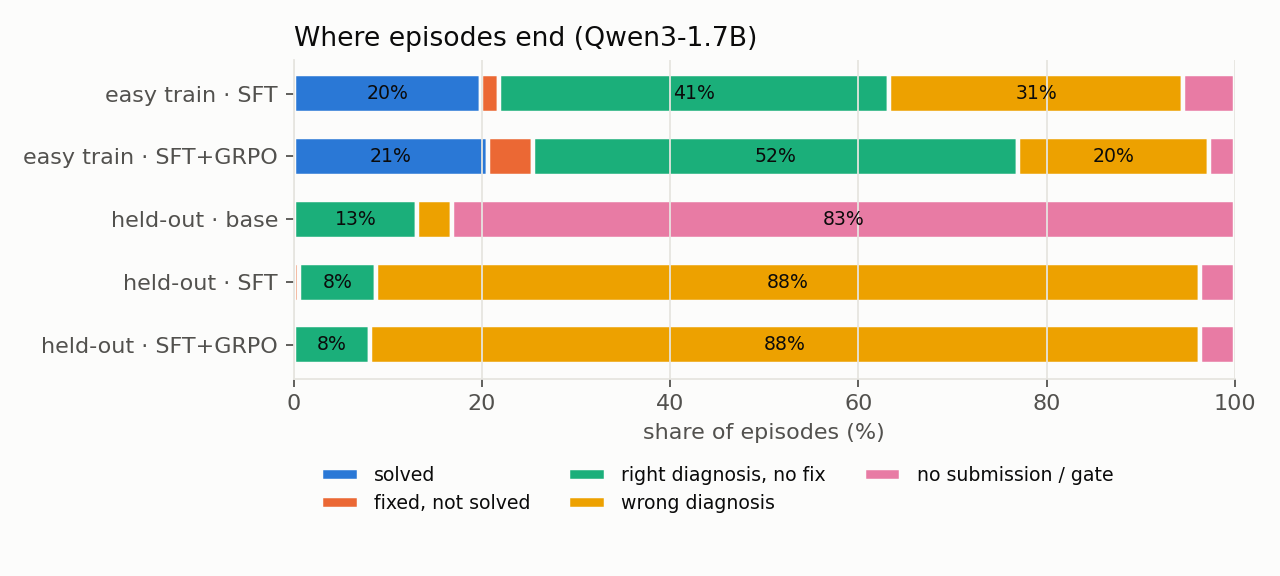 Where episodes end (Qwen3-1.7B)
easy train · SFT
20%
41%
31%
easy train · SFT+GRPO
21%
52%
20%
held-out · base
13%
83%
held-out · SFT
8%
88%
held-out · SFT+GRPO
8%
88%
0 20 40 60 80 100
share of episodes (%)
solved
fixed, not solved
right diagnosis, no fix
wrong diagnosis
no submission / gate